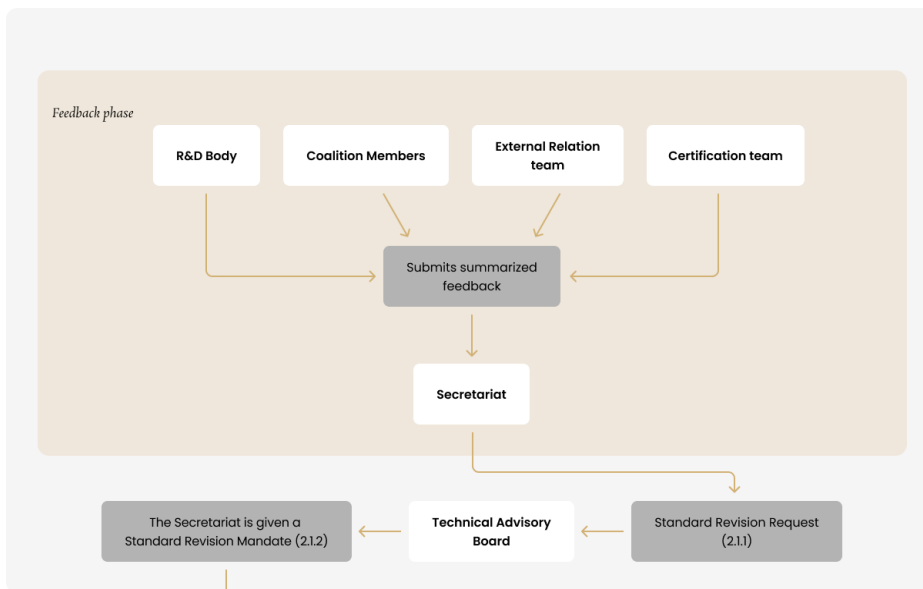 Feedback phase
R&D Body
Coalition Members
External Relation
team
Certification team
Submits summarized
feedback
Secretariat
The Secretariat is given a
Standard Revision Mandate (2.1.2)
Technical Advisory
Board
Standard Revision Request
(2.1.1)